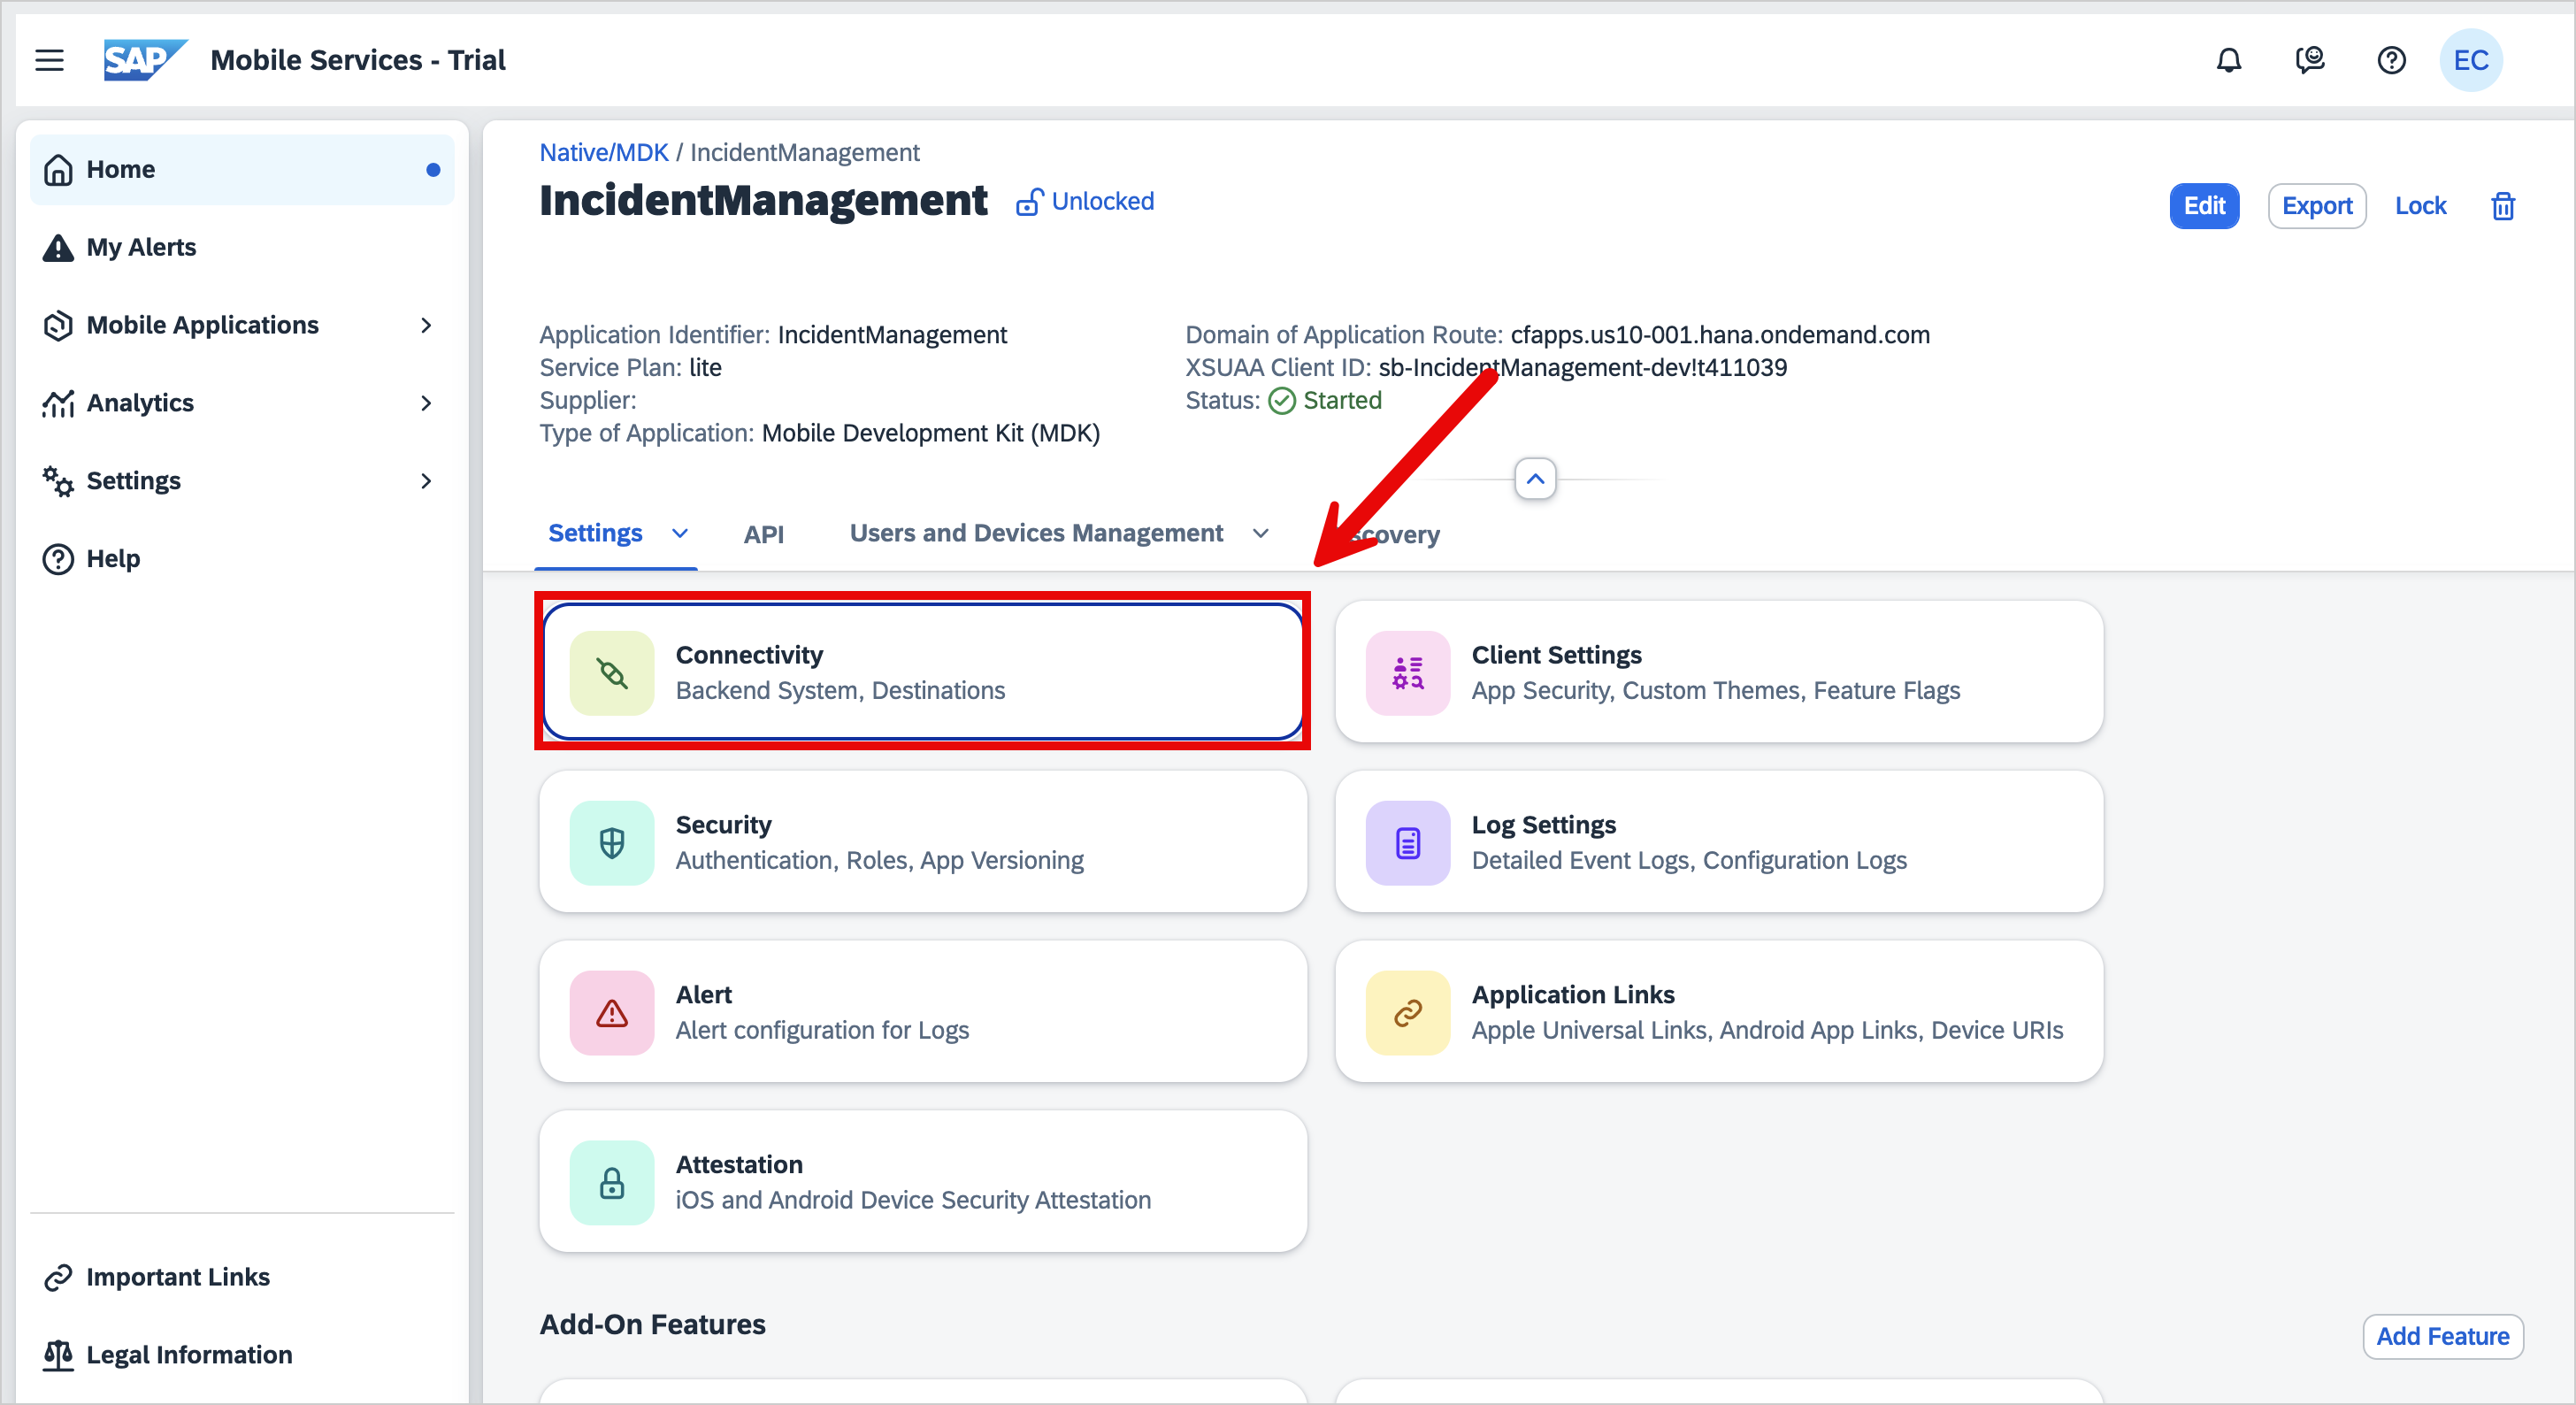 SAP Mobile Services - Trial
EC
Home
My Alerts
Mobile Applications
Analytics
Settings
Help
Important Links
Legal Information
Native/MDK / IncidentManagement
IncidentManagement Unlocked
Edit Export Lock
Application Identifier: IncidentManagement
Service Plan: lite
Supplier:
Type of Application: Mobile Development Kit (MDK)
Domain of Application Route: cfapps.us10-001.hana.ondemand.com
XSUAA Client ID: sb-IncidentManagement-dev!t411039
Status: Started
Settings API Users and Devices Management
Connectivity
Backend System, Destinations
Client Settings
App Security, Custom Themes, Feature Flags
Security
Authentication, Roles, App Versioning
Log Settings
Detailed Event Logs, Configuration Logs
Alert
Alert configuration for Logs
Application Links
Apple Universal Links, Android App Links, Device URIs
Attestation
iOS and Android Device Security Attestation
Add-On Features
Add Feature